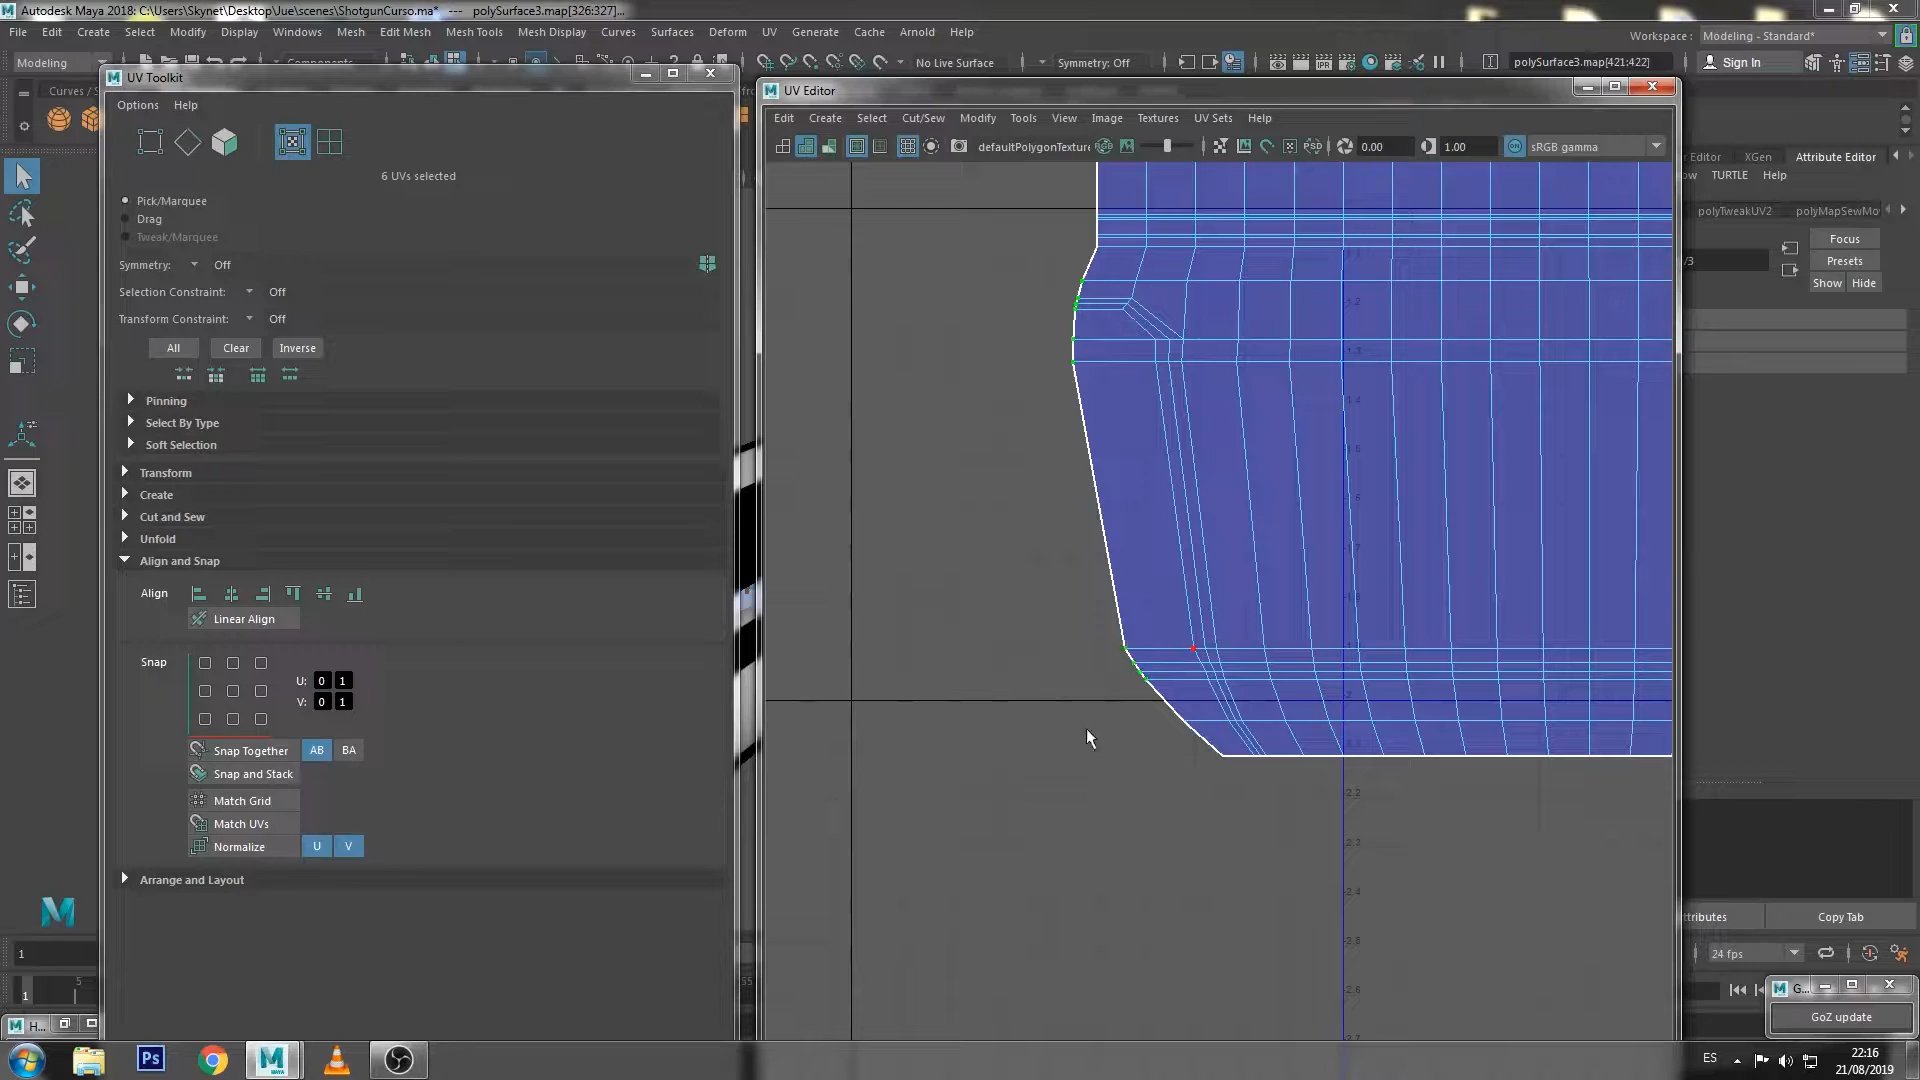 Autodesk Maya 2018: C:\Users\Skynet\Desktop\Jue\scenes\ShotgunCurso.ma* --- polySurface3.map[326:327]...
File Edit Create Select Modify Display Windows Mesh Edit Mesh Mesh Tools Mesh Display Curves Surfaces Deform UV Generate Cache Arnold Help
Workspace : Modeling - Standard*
Modeling
No Live Surface
Symmetry: Off
polySurface3.map[421:422]
Sign In
UV Toolkit
Curves / S
UV Editor
Options Help
Edit Create Select Cut/Sew Modify Tools View Image Textures UV Sets Help
defaultPolygonTexture
0.00
1.00
sRGB gamma
Editor XGen Attribute Editor
TURTLE Help
6 UVs selected
Pick/Marquee
Drag
Tweak/Marquee
polyTweakUV2 polyMapSewMo
Focus
Presets
Show Hide
Symmetry: Off
Selection Constraint: Off
Transform Constraint: Off
All Clear Inverse
Pinning
Select By Type
Soft Selection
Transform
Create
Cut and Sew
Unfold
Align and Snap
Align
Linear Align
Snap
U: 0 1
V: 0 1
Snap Together AB BA
Snap and Stack
Match Grid
Match UVs
Normalize U V
Arrange and Layout
Copy Tab
24 fps
1
5
1
G...
H...
GoZ update
Ps
MAYA
ES
22:16
21/08/2019